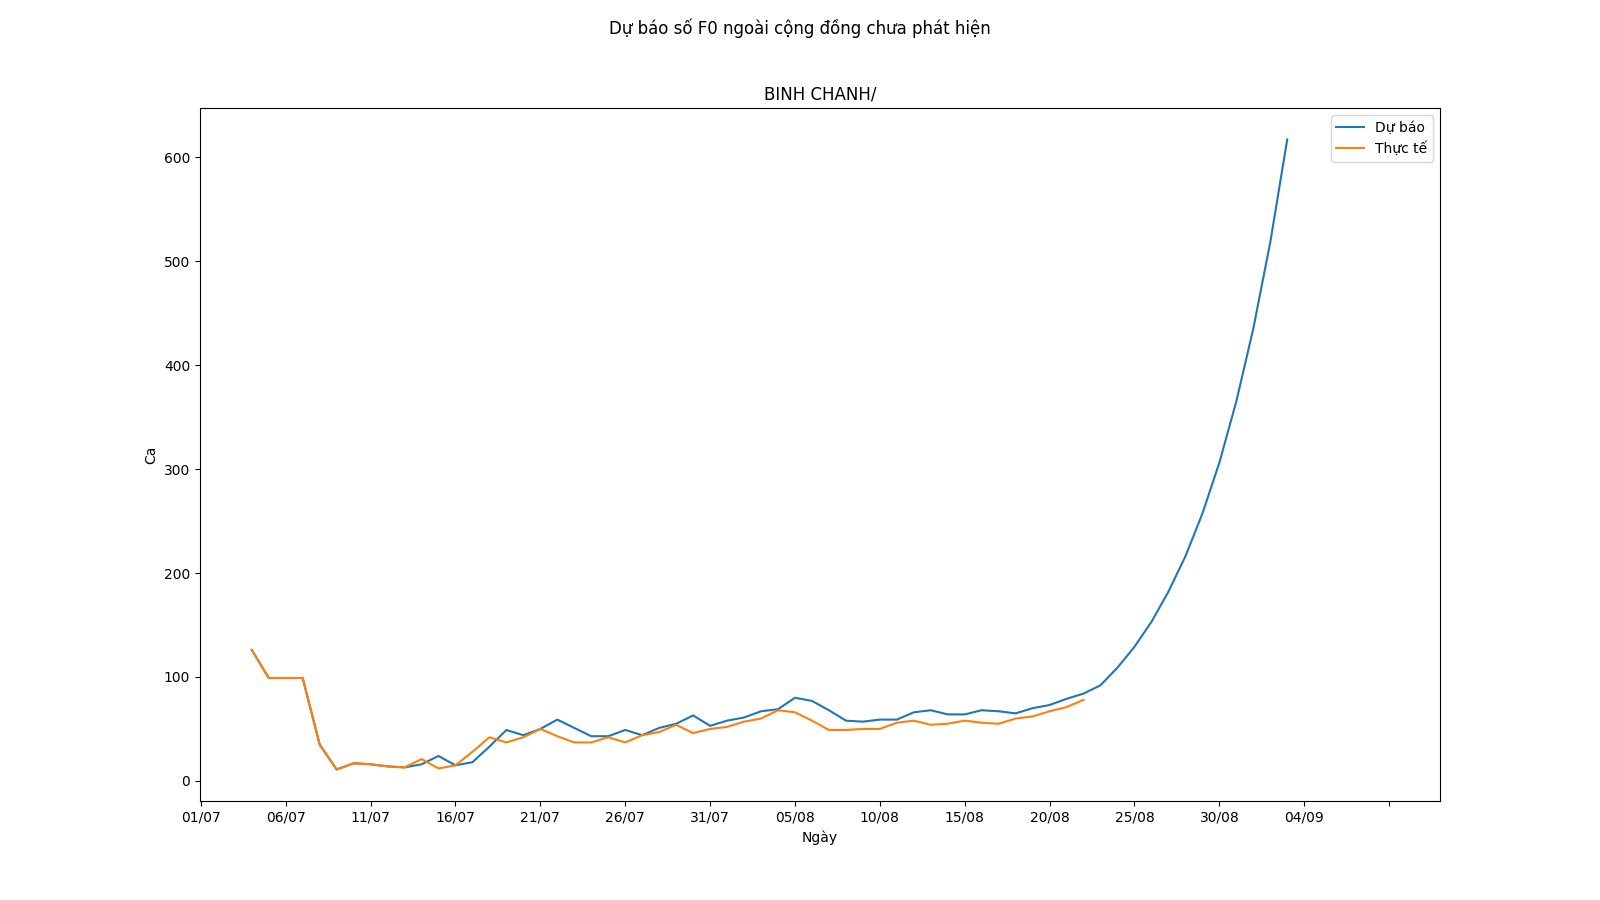 Dự báo số F0 ngoài cộng đồng chưa phát hiện
BINH CHANH/
Dự báo
Thực tế
600
500
400
300
200
100
0
Ca
01/07 06/07 11/07 16/07 21/07 26/07 31/07 05/08 10/08 15/08 20/08 25/08 30/08 04/09
Ngày